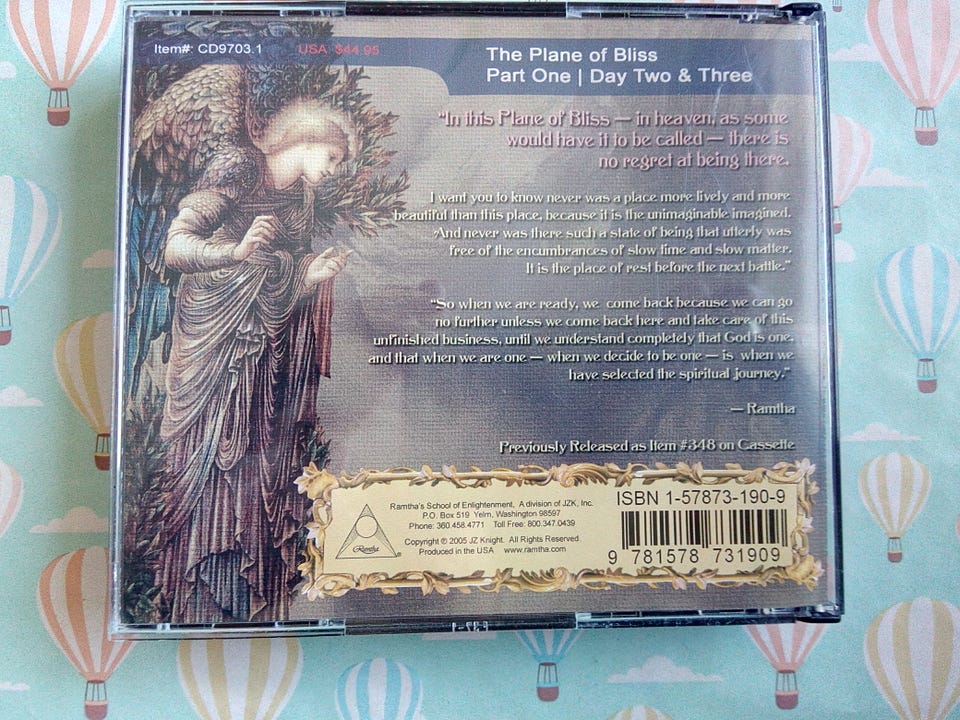 Item#: CD9703.1 USA $44.95
The Plane of Bliss
Part One | Day Two & Three
"In this Plane of Bliss — in heaven, as some
would have it to be called — there is
no regret at being there.
I want you to know never was a place more lively and more
beautiful than this place, because it is the unimaginable imagined.
And never was there such a state of being that utterly was
free of the encumbrances of slow time and slow matter.
It is the place of rest before the next battle."
"So when we are ready, we come back because we can go
no further unless we come back here and take care of this
unfinished business, until we understand completely that God is one,
and that when we are one — when we decide to be one — is when we
have selected the spiritual journey."
— Ramtha
Previously Released as Item #348 on Cassette
Ramtha
®
Ramtha's School of Enlightenment, A division of JZK, Inc.
P.O. Box 519 Yelm, Washington 98597
Phone: 360.458.4771 Toll Free: 800.347.0439
Copyright © 2005 JZ Knight. All Rights Reserved.
Produced in the USA www.ramtha.com
ISBN 1-57873-190-9
9 781578 731909